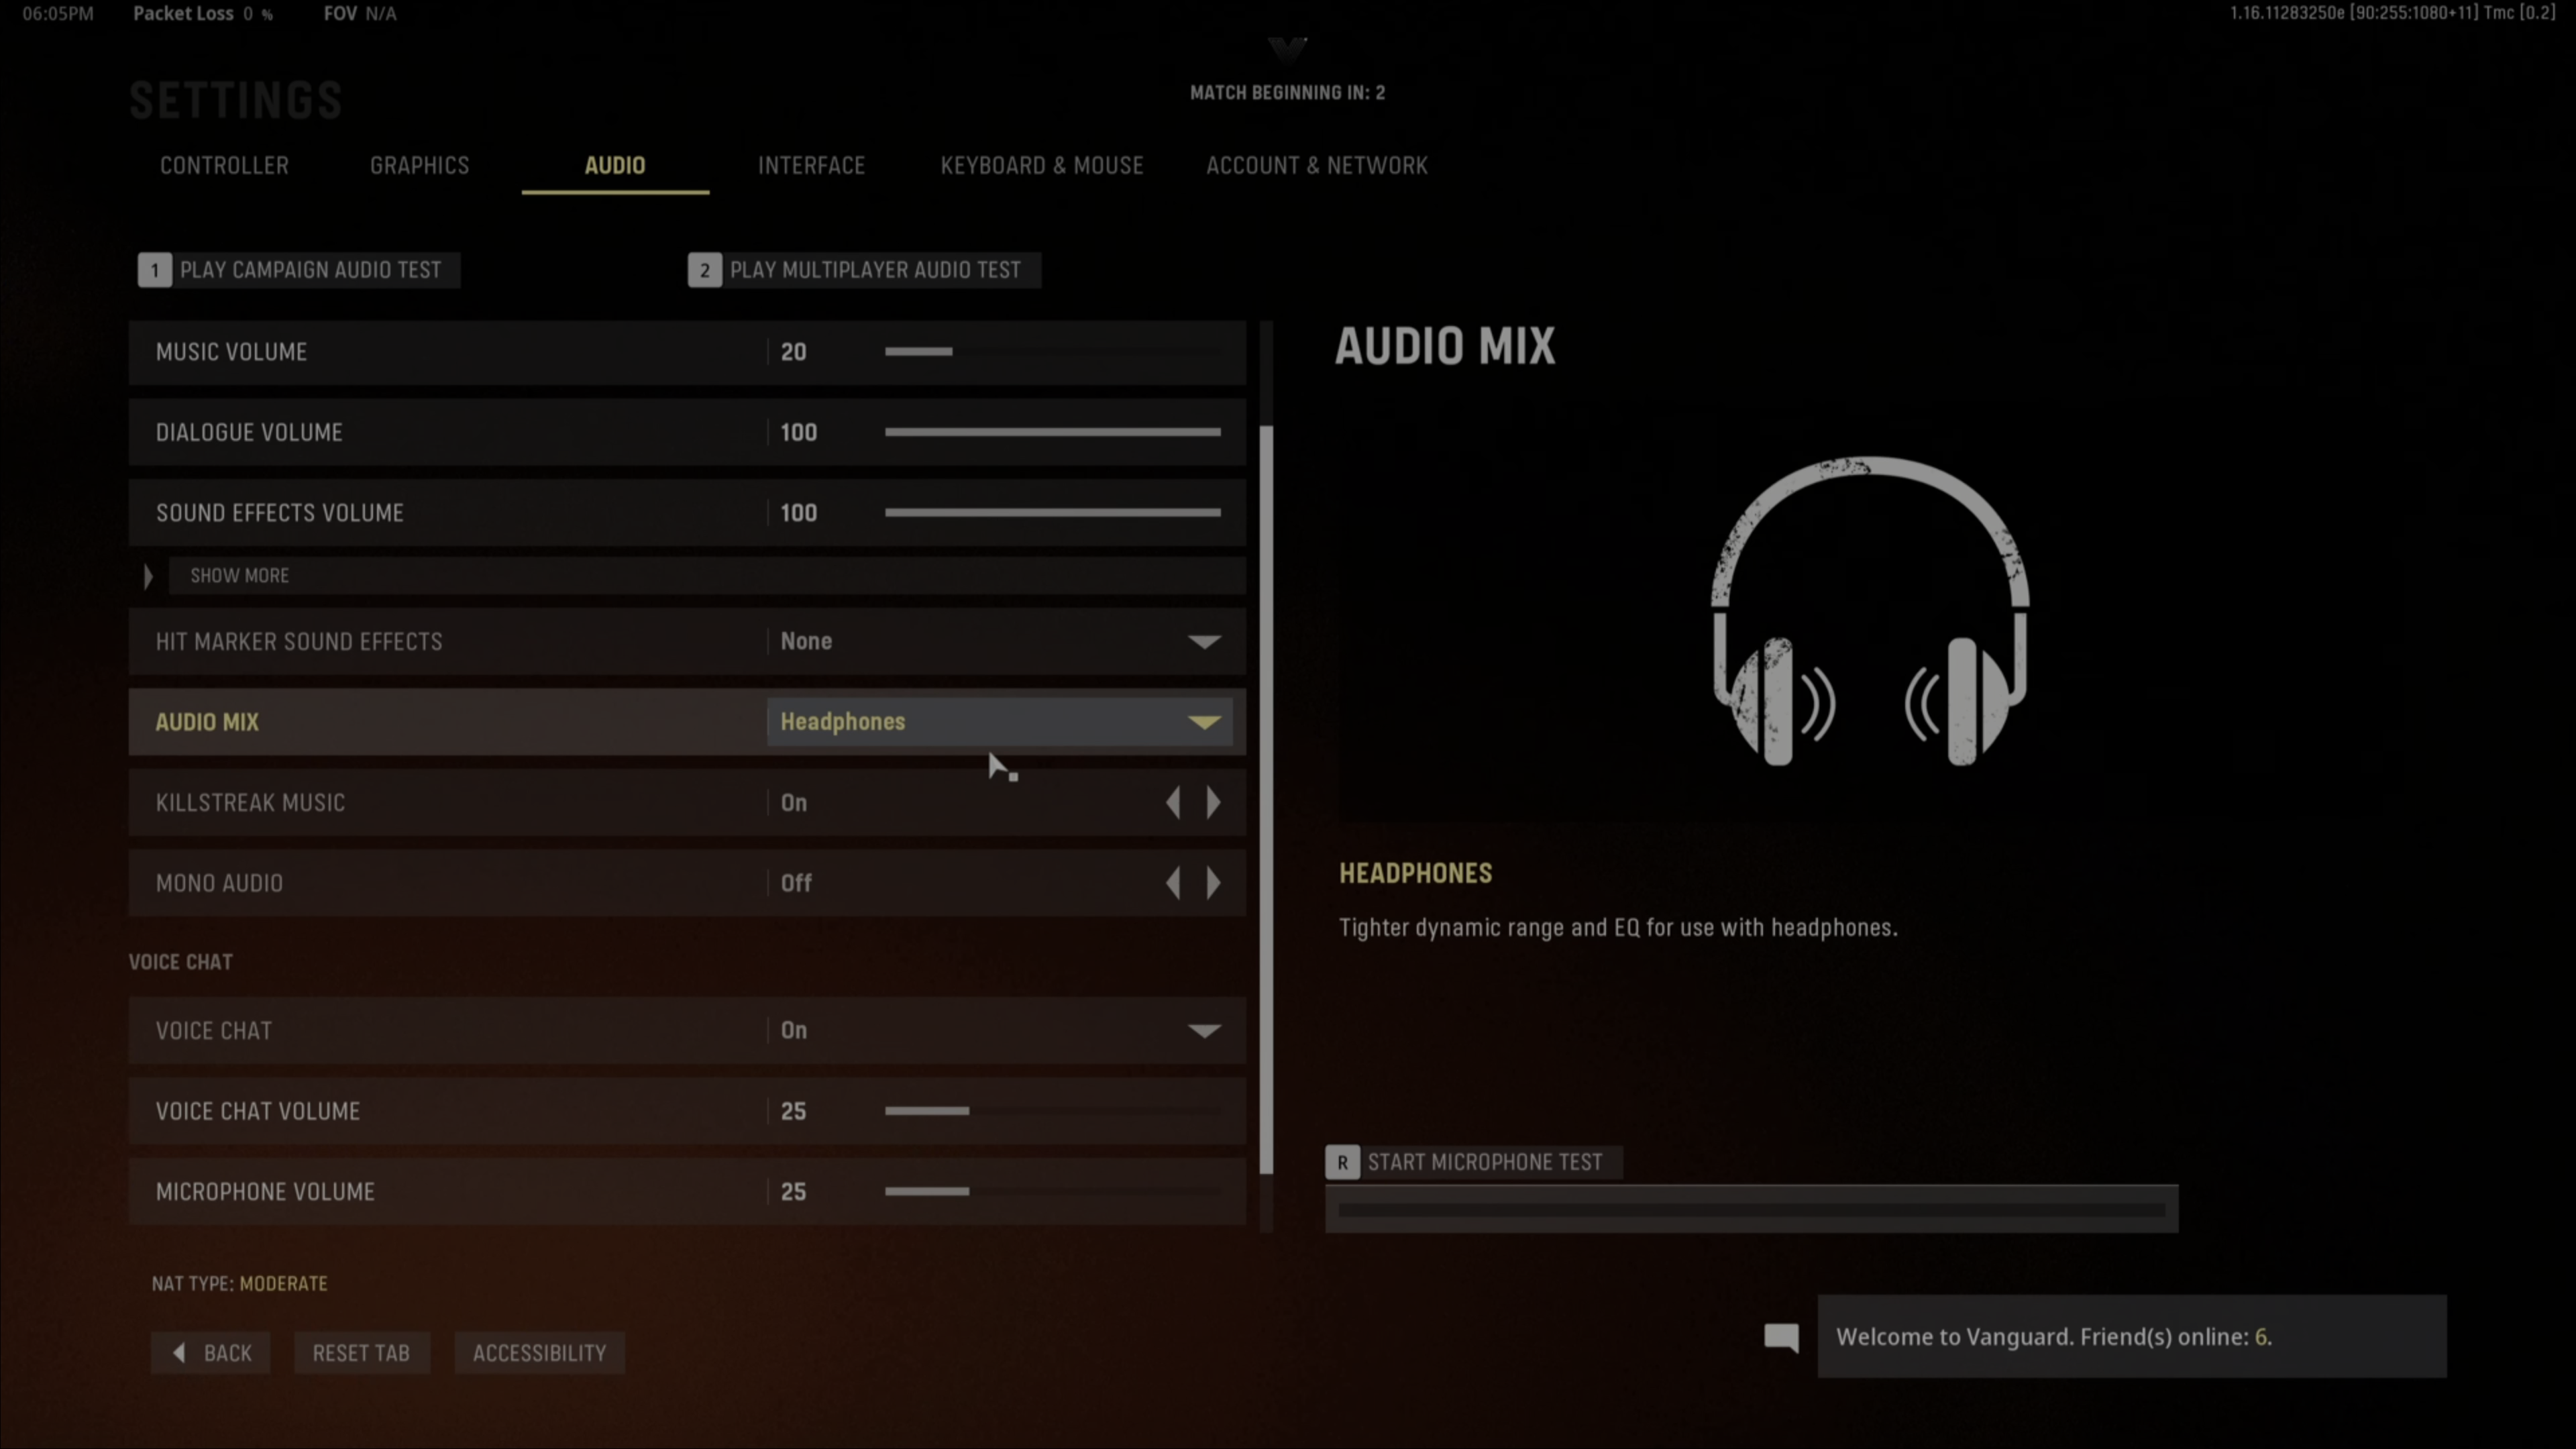 06:05PM Packet Loss 0 % FOV N/A 1.16.11283250e [90:255:1080+11] Tmc [0.2]
MATCH BEGINNING IN: 2
SETTINGS
CONTROLLER GRAPHICS AUDIO INTERFACE KEYBOARD & MOUSE ACCOUNT & NETWORK
1 PLAY CAMPAIGN AUDIO TEST 2 PLAY MULTIPLAYER AUDIO TEST
MUSIC VOLUME 20
DIALOGUE VOLUME 100
SOUND EFFECTS VOLUME 100
SHOW MORE
HIT MARKER SOUND EFFECTS None
AUDIO MIX Headphones
KILLSTREAK MUSIC On
MONO AUDIO Off
VOICE CHAT
VOICE CHAT On
VOICE CHAT VOLUME 25
MICROPHONE VOLUME 25
AUDIO MIX
HEADPHONES
Tighter dynamic range and EQ for use with headphones.
R START MICROPHONE TEST
NAT TYPE: MODERATE
BACK RESET TAB ACCESSIBILITY
Welcome to Vanguard. Friend(s) online: 6.